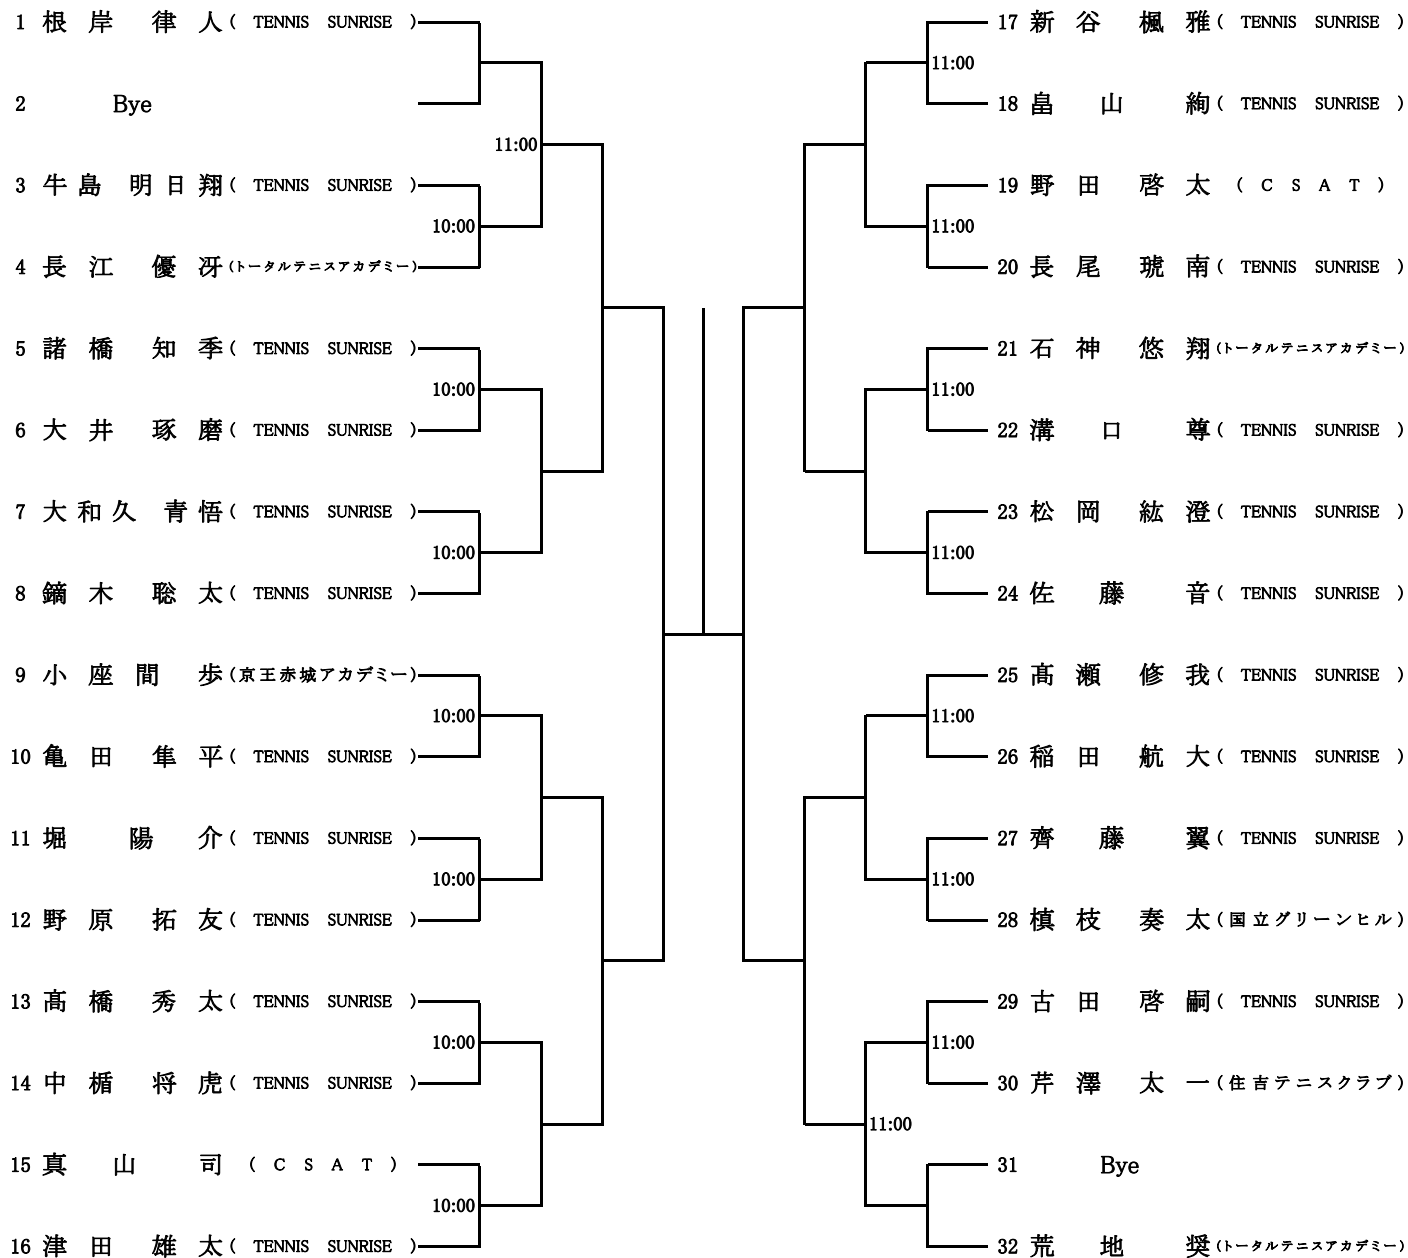 1 根岸 律人 ( TENNIS SUNRISE )
2 Bye
11:00
3 牛島 明日翔 ( TENNIS SUNRISE )
10:00
4 長江 優冴 (トータルテニスアカデミー)
5 諸橋 知季 ( TENNIS SUNRISE )
10:00
6 大井 琢磨 ( TENNIS SUNRISE )
7 大和久 青悟 ( TENNIS SUNRISE )
10:00
8 鏑木 聡太 ( TENNIS SUNRISE )
9 小座間 歩 (京王赤城アカデミー)
10:00
10 亀田 隼平 ( TENNIS SUNRISE )
11 堀 陽介 ( TENNIS SUNRISE )
10:00
12 野原 拓友 ( TENNIS SUNRISE )
13 髙橋 秀太 ( TENNIS SUNRISE )
10:00
14 中楯 将虎 ( TENNIS SUNRISE )
15 真山 司 ( CSAT )
10:00
16 津田 雄太 ( TENNIS SUNRISE )
17 新谷 楓雅 ( TENNIS SUNRISE )
11:00
18 畠山 絢 ( TENNIS SUNRISE )
19 野田 啓太 ( CSAT )
11:00
20 長尾 琥南 ( TENNIS SUNRISE )
21 石神 悠翔 (トータルテニスアカデミー)
11:00
22 溝口 尊 ( TENNIS SUNRISE )
23 松岡 紘澄 ( TENNIS SUNRISE )
11:00
24 佐藤 音 ( TENNIS SUNRISE )
25 髙瀬 修我 ( TENNIS SUNRISE )
11:00
26 稲田 航大 ( TENNIS SUNRISE )
27 齊藤 翼 ( TENNIS SUNRISE )
11:00
28 槙枝 奏太 (国立グリーンヒル)
29 古田 啓嗣 ( TENNIS SUNRISE )
11:00
30 芹澤 太一 (住吉テニスクラブ)
11:00
31 Bye
32 荒地 奨 (トータルテニスアカデミー)